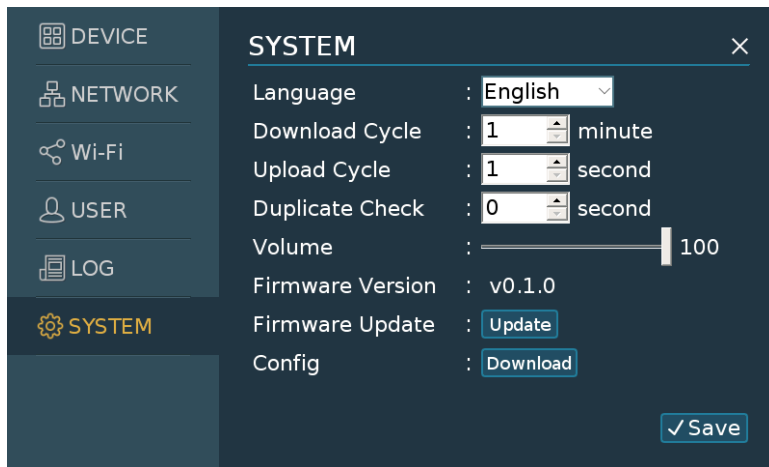 DEVICE
NETWORK
Wi-Fi
USER
LOG
SYSTEM
SYSTEM
Language : English
Download Cycle : 1 minute
Upload Cycle : 1 second
Duplicate Check : 0 second
Volume : 100
Firmware Version : v0.1.0
Firmware Update : Update
Config : Download
Save